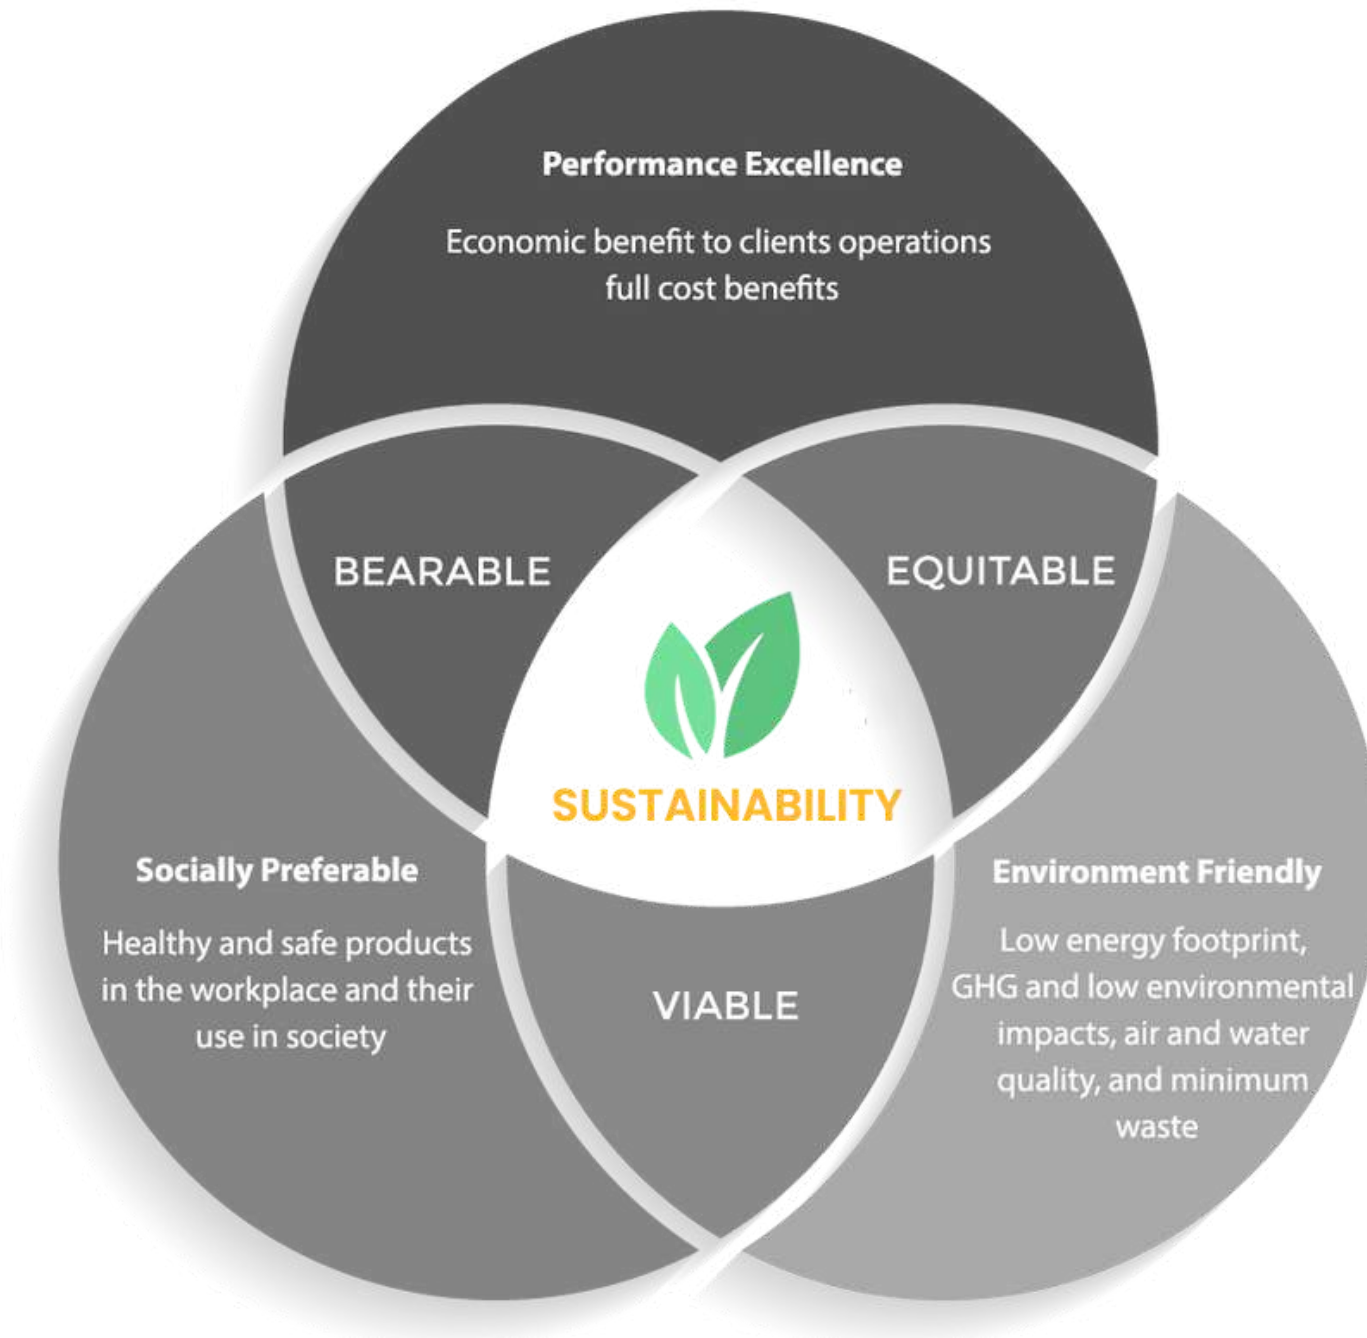 Performance Excellence
Economic benefit to clients operations
full cost benefits
BEARABLE
EQUITABLE
SUSTAINABILITY
Socially Preferable
Healthy and safe products
in the workplace and their
use in society
Environment Friendly
Low energy footprint,
GHG and low environmental
impacts, air and water
quality, and minimum
waste
VIABLE